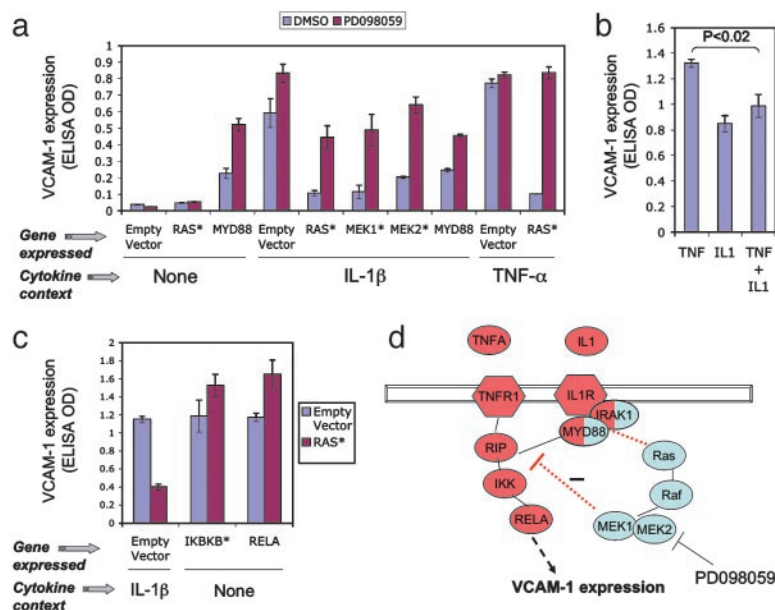 a
DMSO PD098059
VCAM-1 expression
(ELISA OD)
1
0.9
0.8
0.7
0.6
0.5
0.4
0.3
0.2
0.1
0
Gene expressed
Empty Vector RAS* MYD88 Empty Vector RAS* MEK1* MEK2* MYD88 Empty Vector RAS*
Cytokine context
None IL-1β TNF-α
b
P<0.02
VCAM-1 expression
(ELISA OD)
1.6
1.4
1.2
1
0.8
0.6
0.4
0.2
0
TNF IL1 TNF + IL1
c
VCAM-1 expression
(ELISA OD)
2
1.8
1.6
1.4
1.2
1
0.8
0.6
0.4
0.2
0
Empty Vector
RAS*
Gene expressed
Empty Vector IKBKB* RELA
Cytokine context
IL-1β None
d
TNFA IL1
TNFR1 IL1R
IRAK1
MYD88
RIP Ras
IKK
–
Raf
RELA MEK1
MEK2
PD098059
VCAM-1 expression